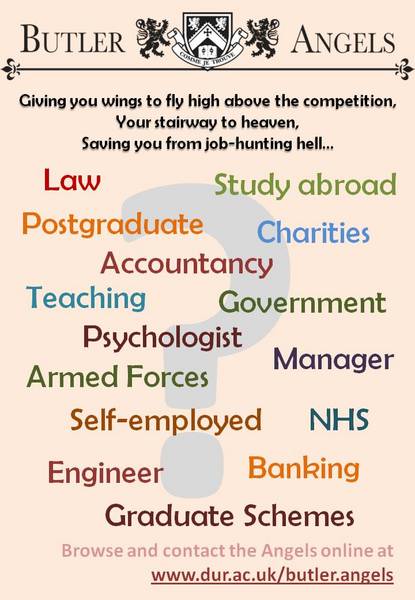 BUTLER ANGELS
COMME JE TROUVE
Giving you wings to fly high above the competition,
Your stairway to heaven,
Saving you from job-hunting hell...
Law
Study abroad
Postgraduate
Charities
Accountancy
Teaching
Government
Psychologist
Manager
Armed Forces
Self-employed
NHS
Engineer
Banking
Graduate Schemes
Browse and contact the Angels online at
www.dur.ac.uk/butler.angels